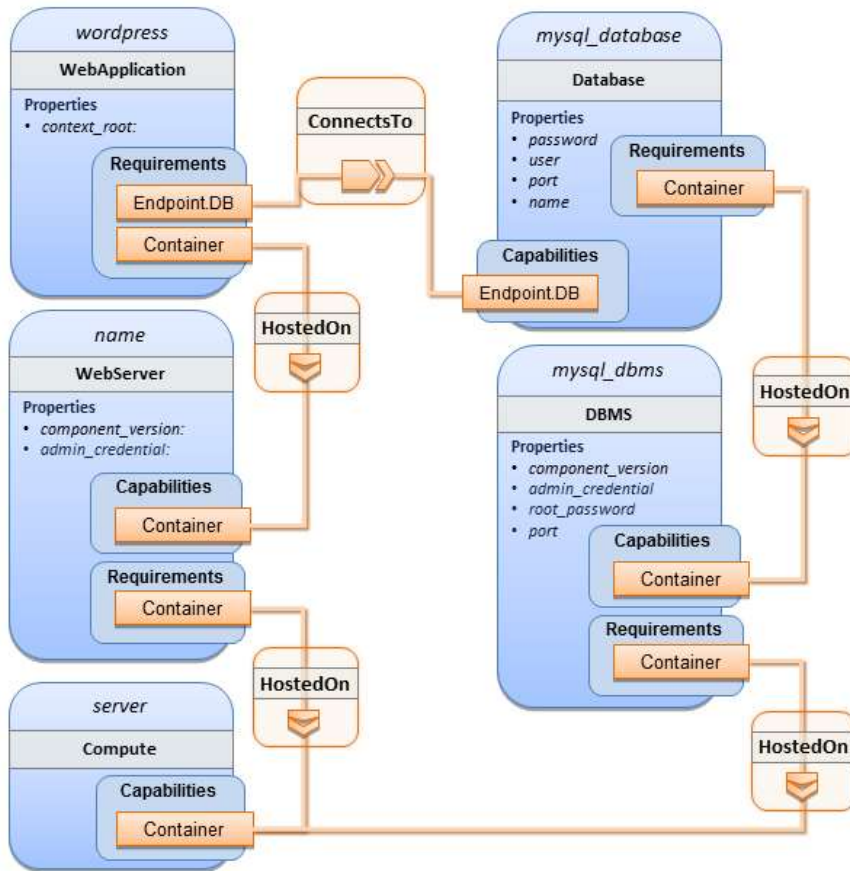 wordpress
WebApplication
Properties
• context_root:
Requirements
Endpoint.DB
Container
ConnectsTo
mysql_database
Database
Properties
• password
• user
• port
• name
Requirements
Container
Capabilities
Endpoint.DB
HostedOn
name
WebServer
Properties
• component_version:
• admin_credential:
Capabilities
Container
Requirements
Container
mysql_dbms
DBMS
Properties
• component_version
• admin_credential
• root_password
• port
Capabilities
Container
Requirements
Container
HostedOn
HostedOn
server
Compute
Capabilities
Container
HostedOn